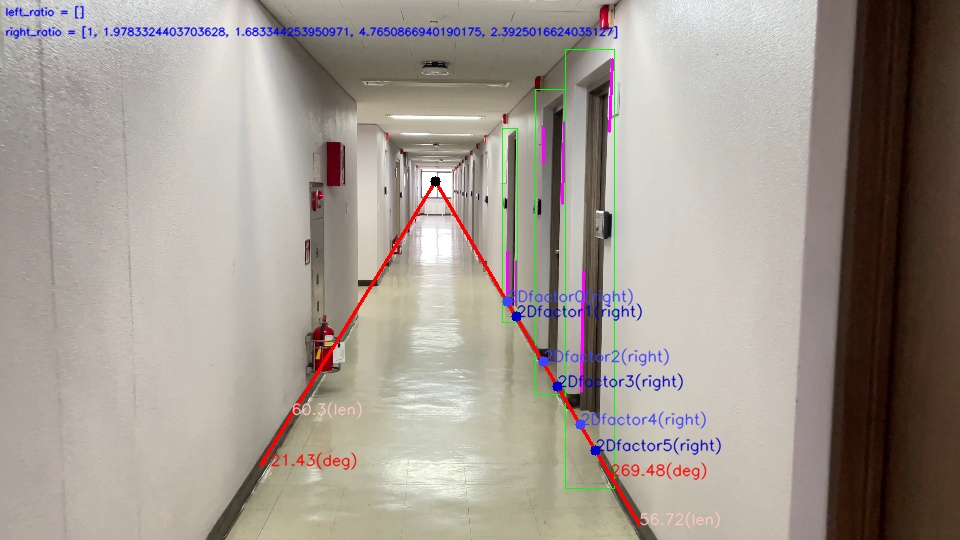 left_ratio = []
right_ratio = [1, 1.9783324403703628, 1.683344253950971, 4.7650866940190175, 2.3925016624035127]
2Dfactor0(right)
2Dfactor1(right)
2Dfactor2(right)
2Dfactor3(right)
60.3(len)
2Dfactor4(right)
2Dfactor5(right)
21.43(deg)
269.48(deg)
56.72(len)